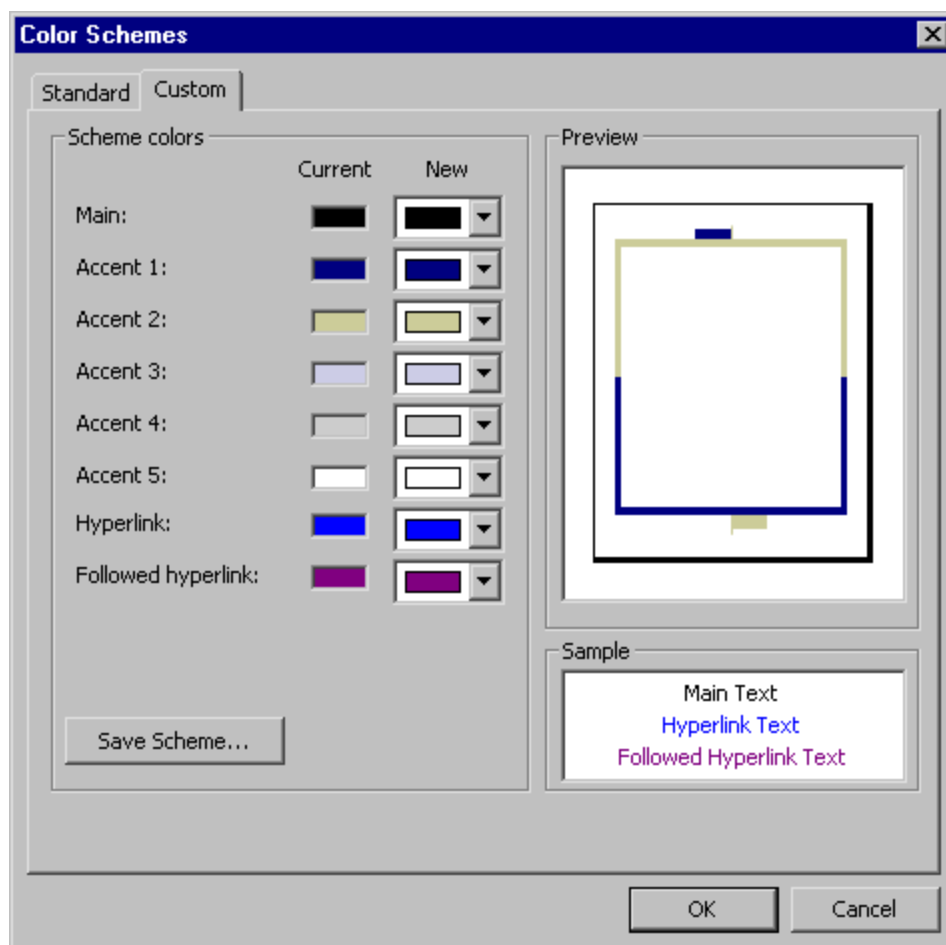 Color Schemes
Standard
Custom
Scheme colors
Current New
Main:
Accent 1:
Accent 2:
Accent 3:
Accent 4:
Accent 5:
Hyperlink:
Followed hyperlink:
Save Scheme...
Preview
Sample
Main Text
Hyperlink Text
Followed Hyperlink Text
OK
Cancel